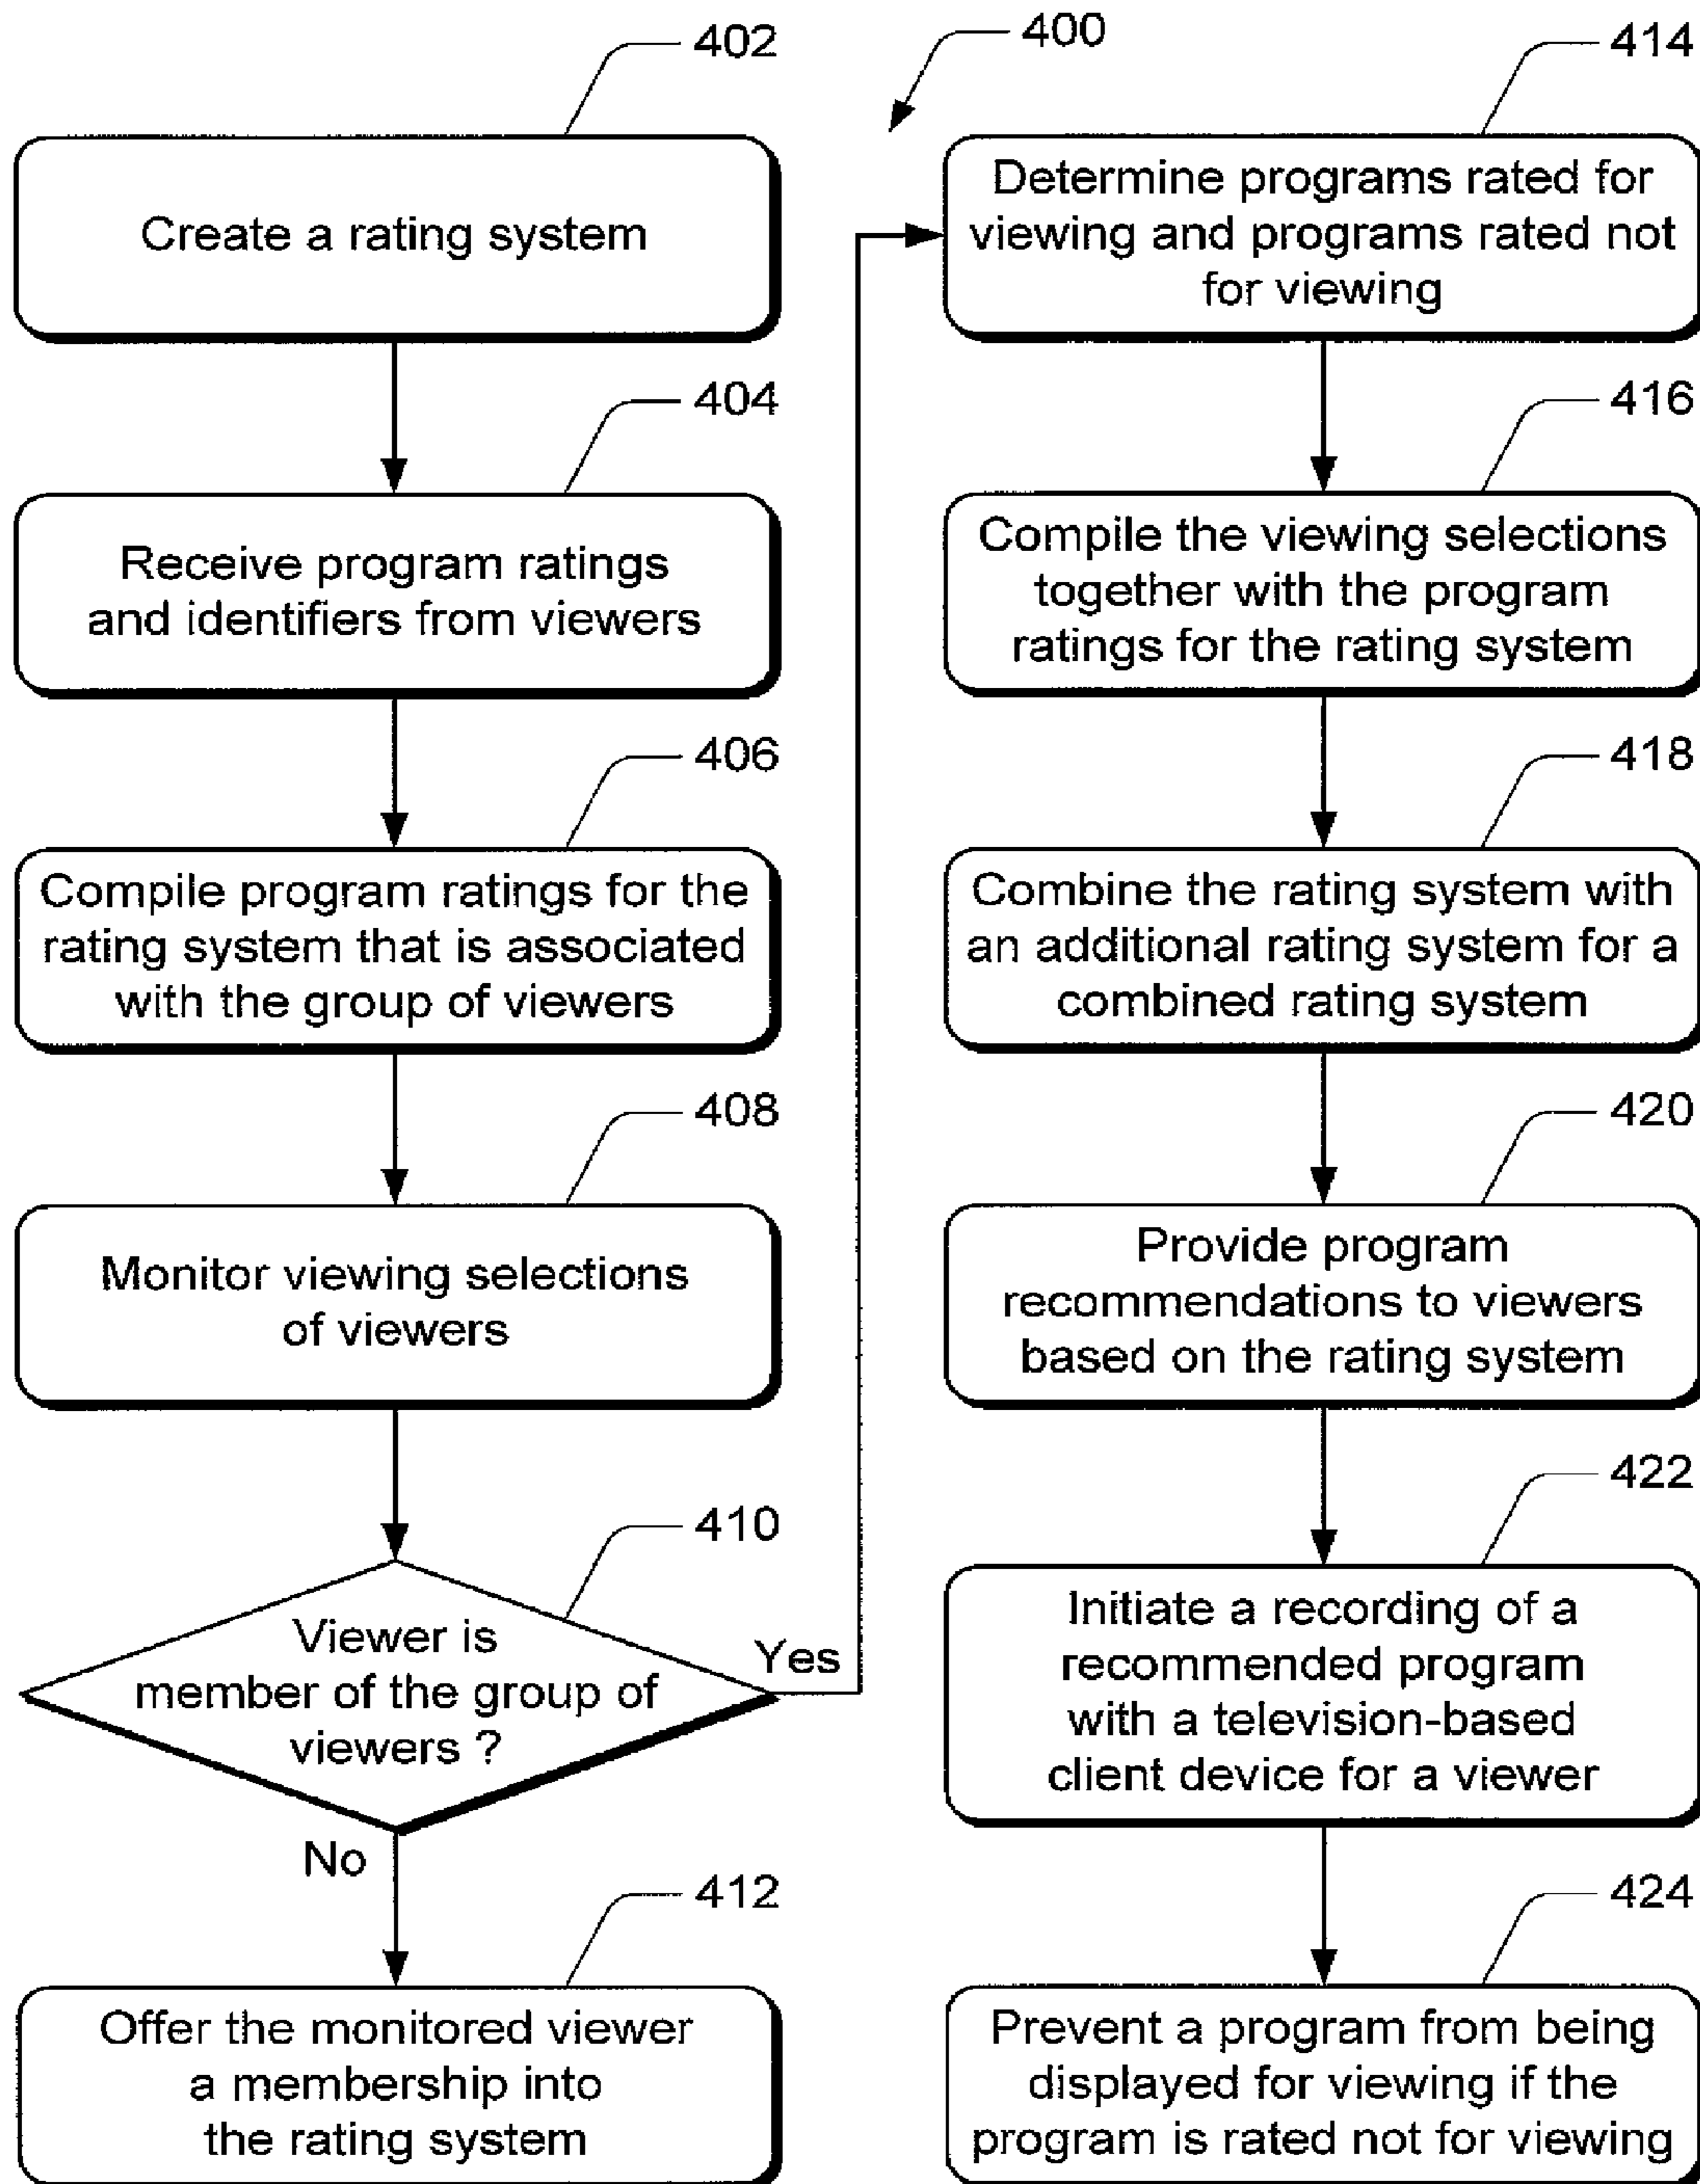 400
402
Create a rating system
404
Receive program ratings
and identifiers from viewers
406
Compile program ratings for the
rating system that is associated
with the group of viewers
408
Monitor viewing selections
of viewers
410
Viewer is
member of the group of
viewers ?
Yes
No
412
Offer the monitored viewer
a membership into
the rating system
414
Determine programs rated for
viewing and programs rated not
for viewing
416
Compile the viewing selections
together with the program
ratings for the rating system
418
Combine the rating system with
an additional rating system for a
combined rating system
420
Provide program
recommendations to viewers
based on the rating system
422
Initiate a recording of a
recommended program
with a television-based
client device for a viewer
424
Prevent a program from being
displayed for viewing if the
program is rated not for viewing